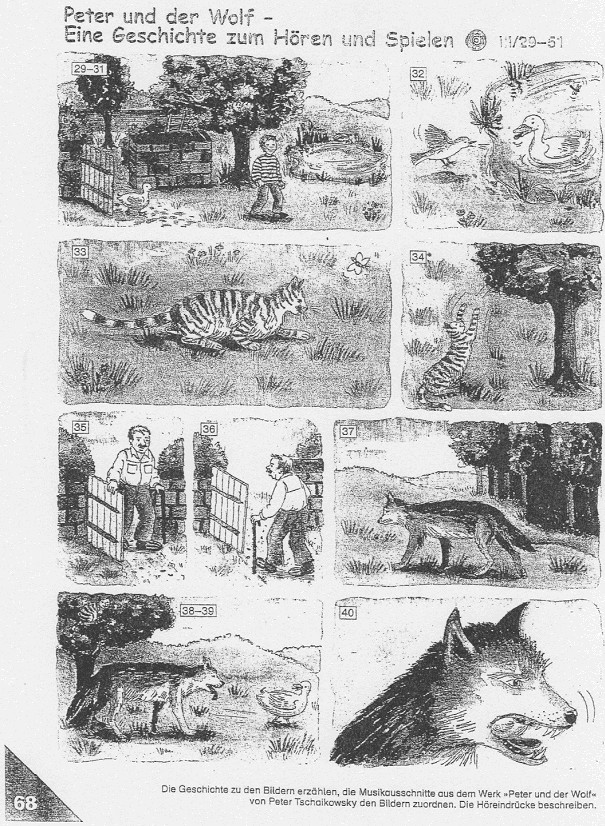 Peter und der Wolf –
Eine Geschichte zum Hören und Spielen III/29–51
29–31
32
33
34
35
36
37
38–39
40
Die Geschichte zu den Bildern erzählen, die Musikausschnitte aus dem Werk »Peter und der Wolf«
von Peter Tschaikowsky den Bildern zuordnen. Die Höreindrücke beschreiben.
68